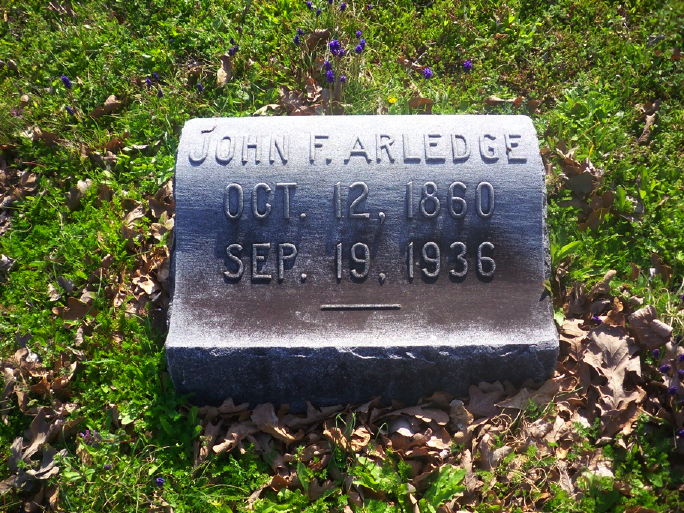 JOHN F. ARLEDGE
OCT. 12, 1860
SEP. 19, 1936